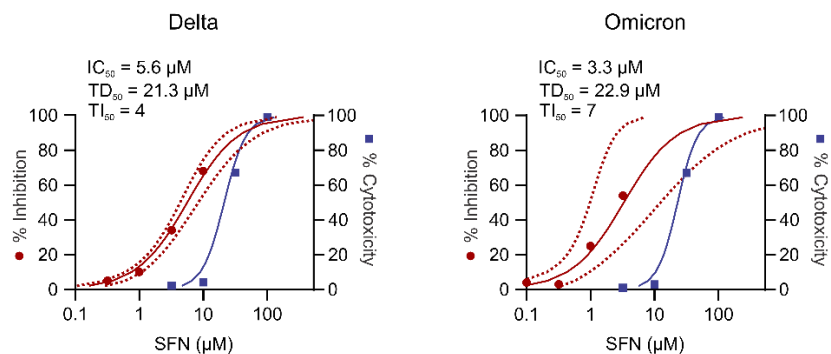 Delta
IC50 = 5.6 µM
TD50 = 21.3 µM
TI50 = 4
100
80
60
40
20
0
% Inhibition
100
80
60
40
20
0
% Cytotoxicity
0.1
1
10
100
SFN (µM)
Omicron
IC50 = 3.3 µM
TD50 = 22.9 µM
TI50 = 7
100
80
60
40
20
0
% Inhibition
100
80
60
40
20
0
% Cytotoxicity
0.1
1
10
100
SFN (µM)